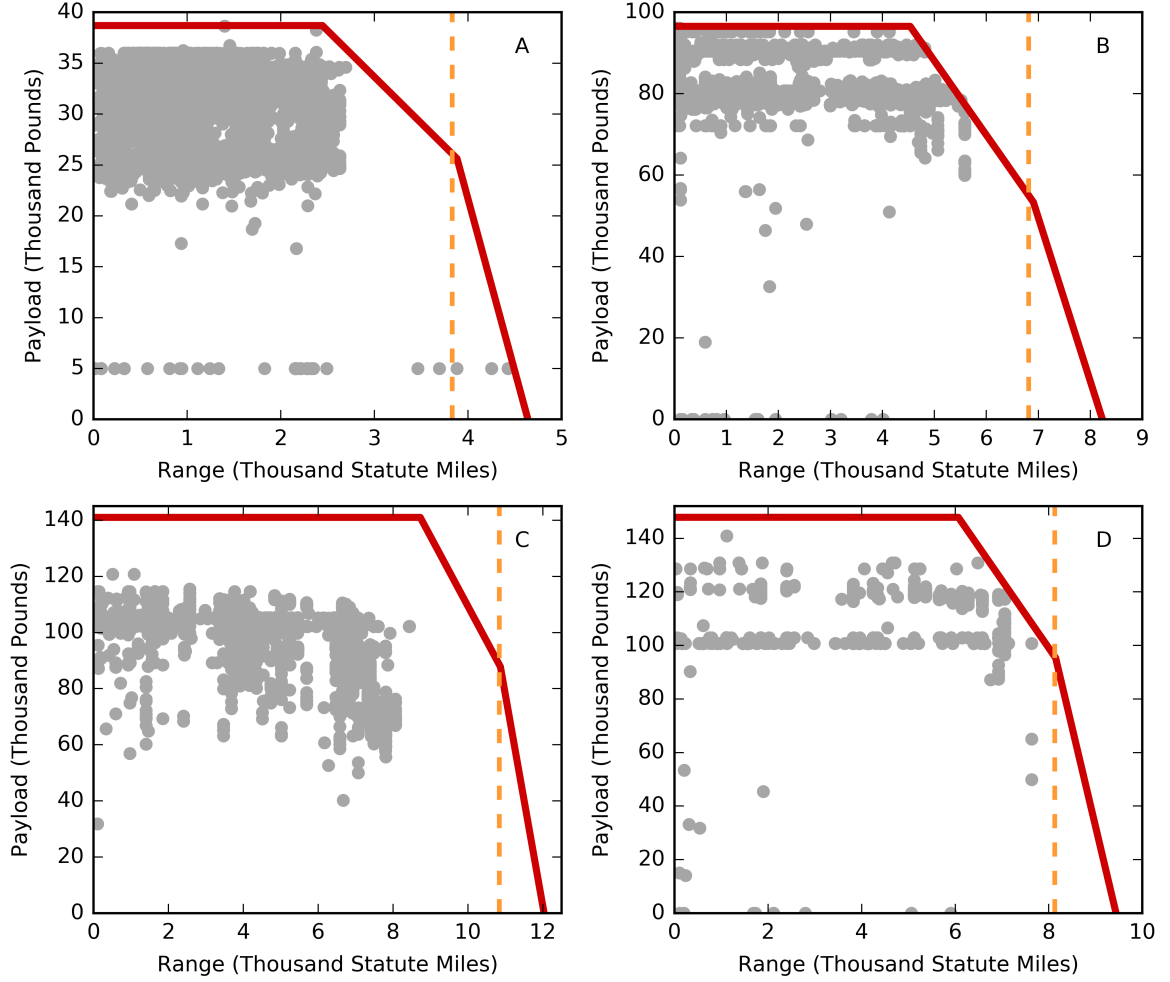 40
35
30
25
20
15
10
5
0
Payload (Thousand Pounds)
A
0 1 2 3 4 5
Range (Thousand Statute Miles)
100
80
60
40
20
0
Payload (Thousand Pounds)
B
0 1 2 3 4 5 6 7 8 9
Range (Thousand Statute Miles)
140
120
100
80
60
40
20
0
Payload (Thousand Pounds)
C
0 2 4 6 8 10 12
Range (Thousand Statute Miles)
140
120
100
80
60
40
20
0
Payload (Thousand Pounds)
D
0 2 4 6 8 10
Range (Thousand Statute Miles)